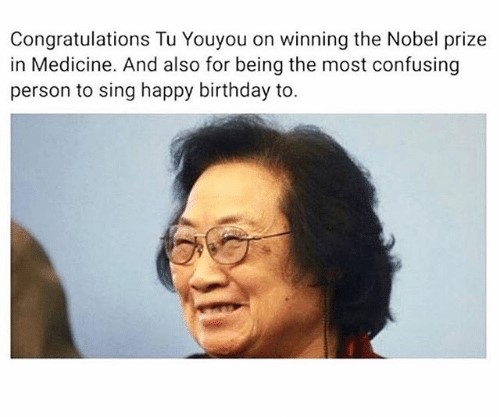 Congratulations Tu Youyou on winning the Nobel prize
in Medicine. And also for being the most confusing
person to sing happy birthday to.